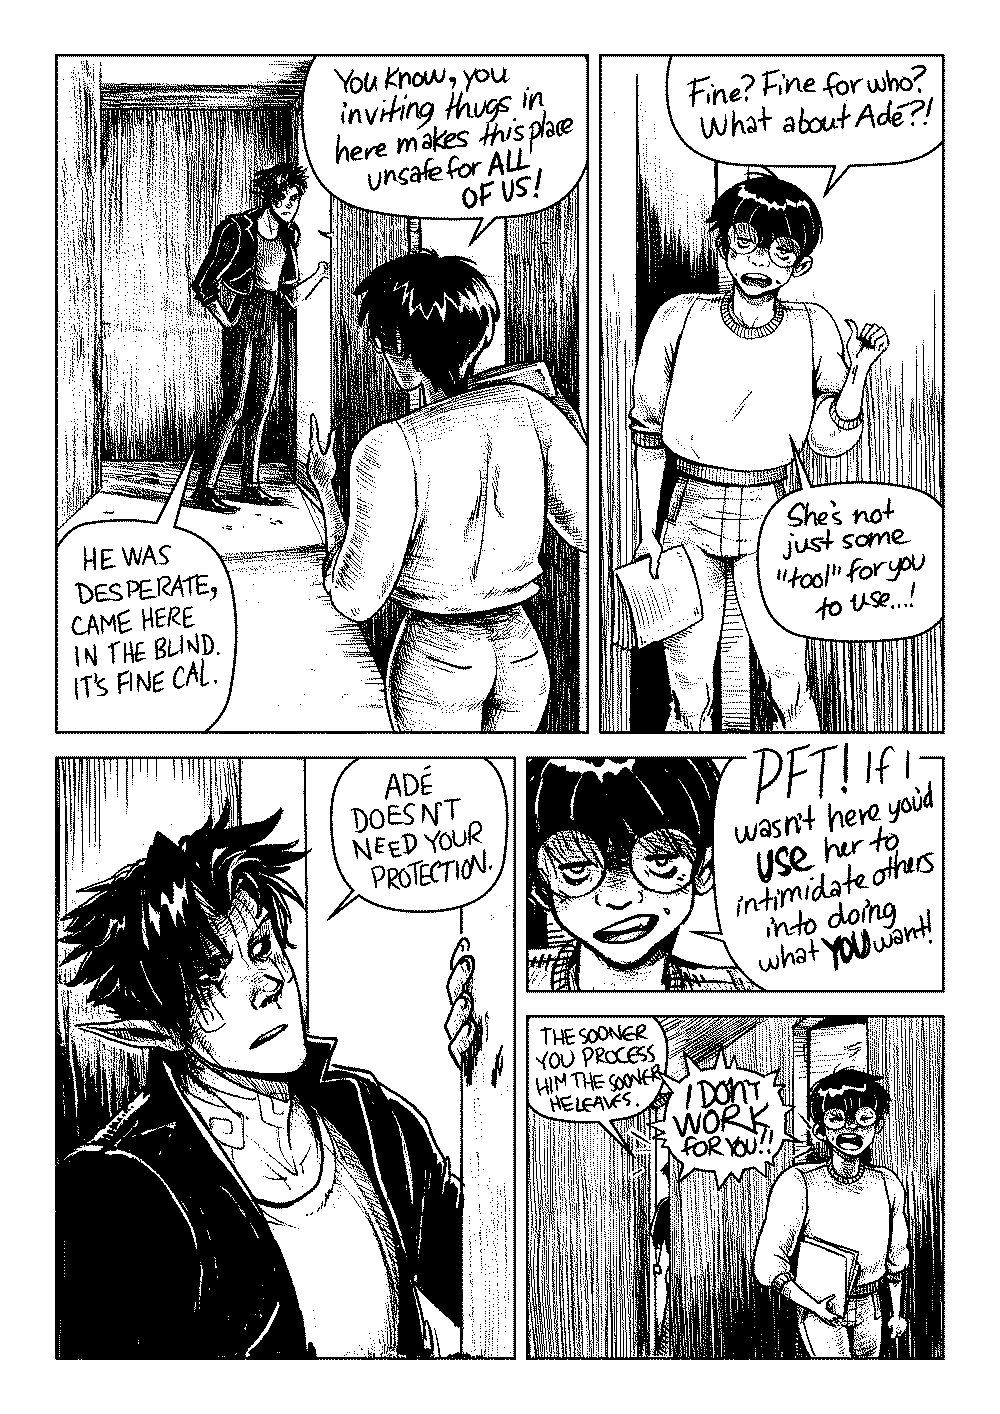 You know, you
inviting thugs in
here makes this place
unsafe for ALL
OF US!
HE WAS
DESPERATE,
CAME HERE
IN THE BLIND.
IT'S FINE CAL.
Fine? Fine for who?
What about Adé?!
She's not
just some
"tool" for you
to use...!
ADÉ
DOESN'T
NEED YOUR
PROTECTION.
PFT! If I
wasn't here you'd
USE her to
intimidate others
into doing
what YOU want!
THE SOONER
YOU PROCESS
HIM THE SOONER
HE LEAVES.
I DON'T
WORK
FOR YOU!!